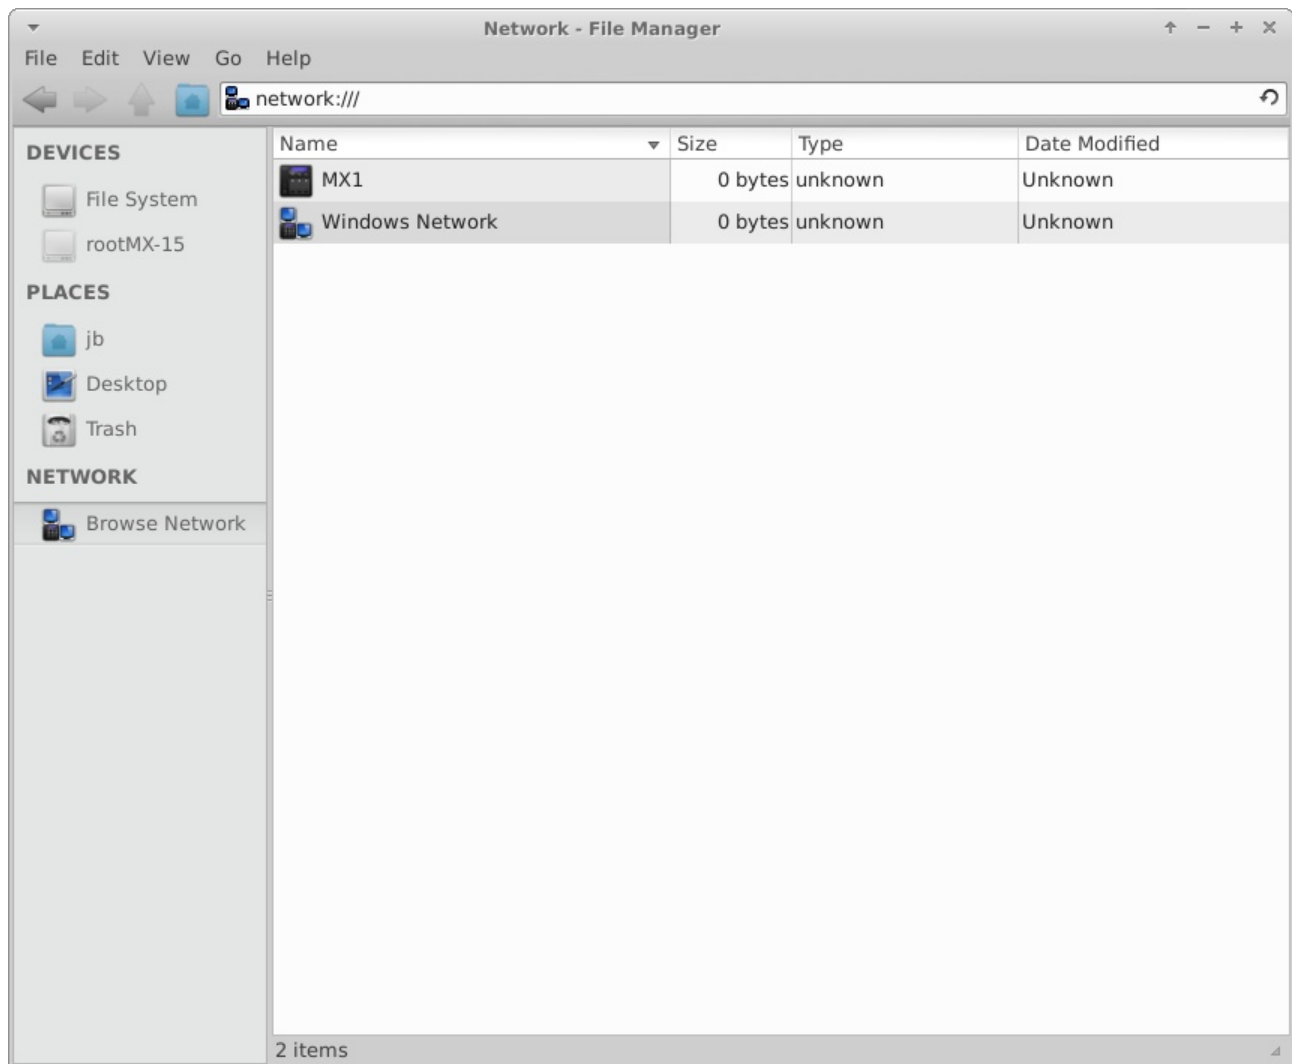 Network - File Manager
File Edit View Go Help
network:///
DEVICES
File System
rootMX-15
PLACES
jb
Desktop
Trash
NETWORK
Browse Network
Name Size Type Date Modified
MX1 0 bytes unknown Unknown
Windows Network 0 bytes unknown Unknown
2 items